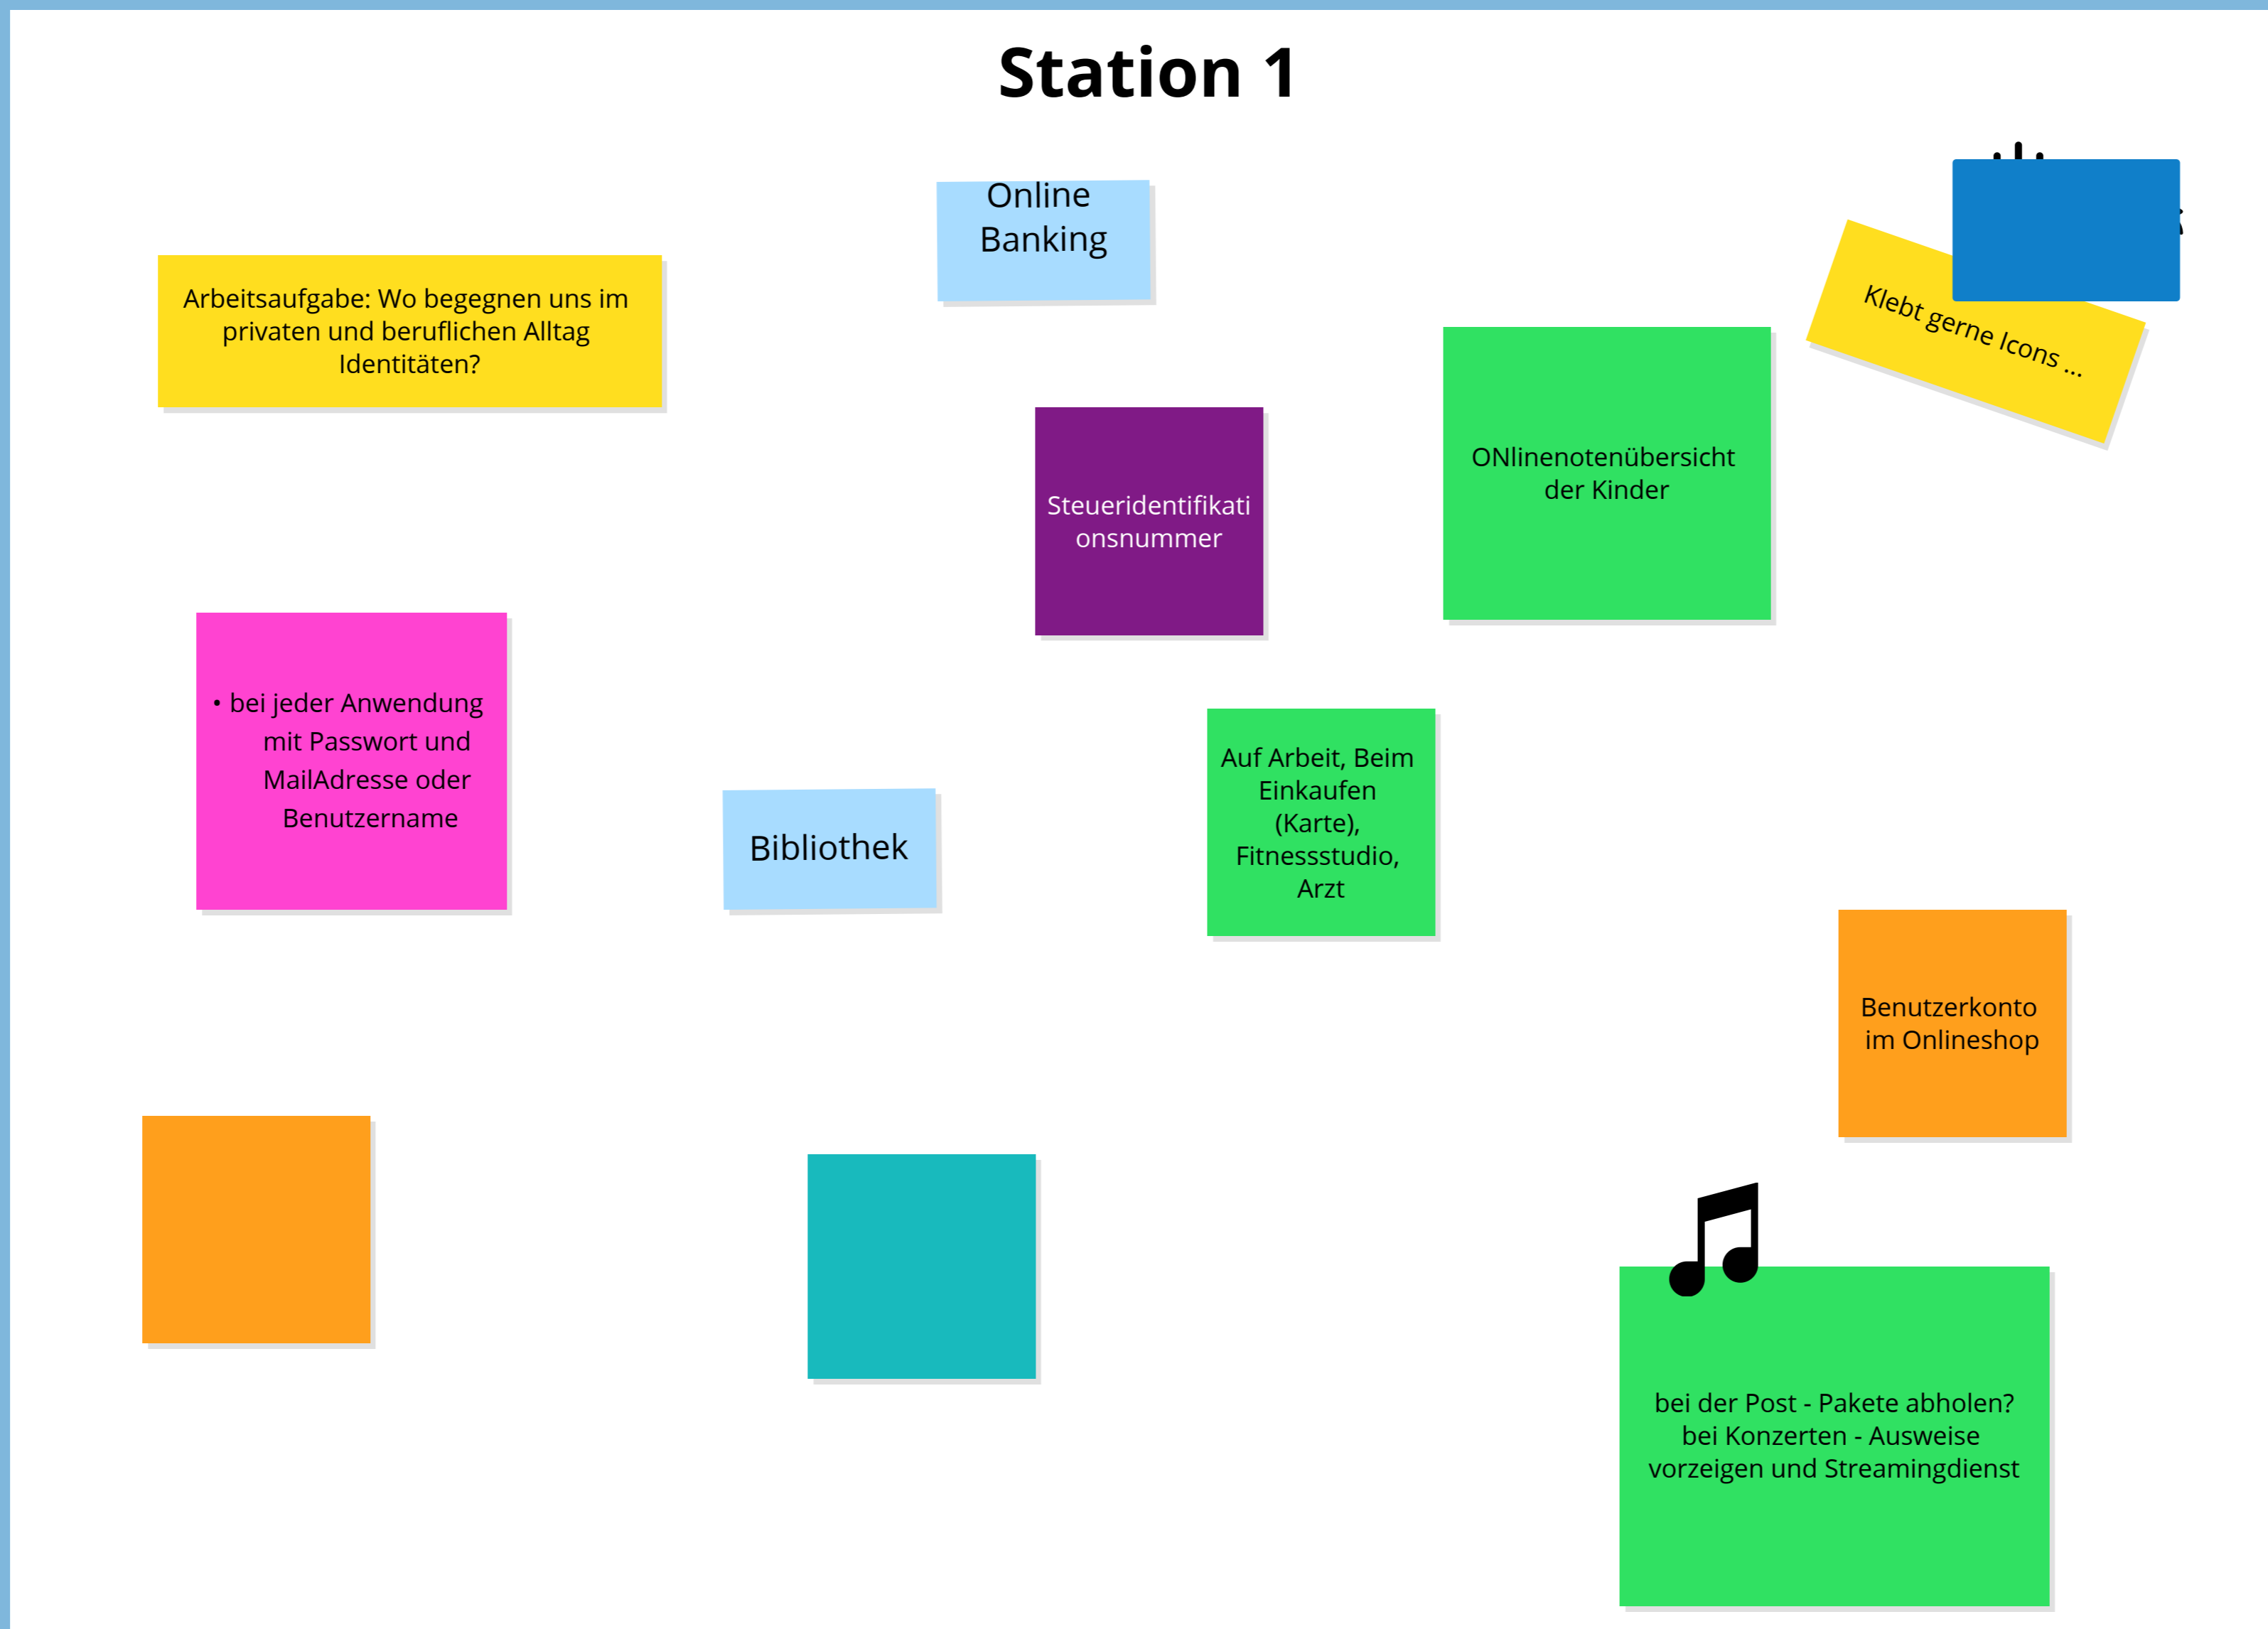 Station 1
Online
Banking
Arbeitsaufgabe: Wo begegnen uns im
privaten und beruflichen Alltag
Identitäten?
Klebt gerne Icons ...
ONlinenotenübersicht
der Kinder
Steueridentifikati
onsnummer
• bei jeder Anwendung
mit Passwort und
MailAdresse oder
Benutzername
Auf Arbeit, Beim
Einkaufen
(Karte),
Fitnessstudio,
Arzt
Bibliothek
Benutzerkonto
im Onlineshop
bei der Post - Pakete abholen?
bei Konzerten - Ausweise
vorzeigen und Streamingdienst